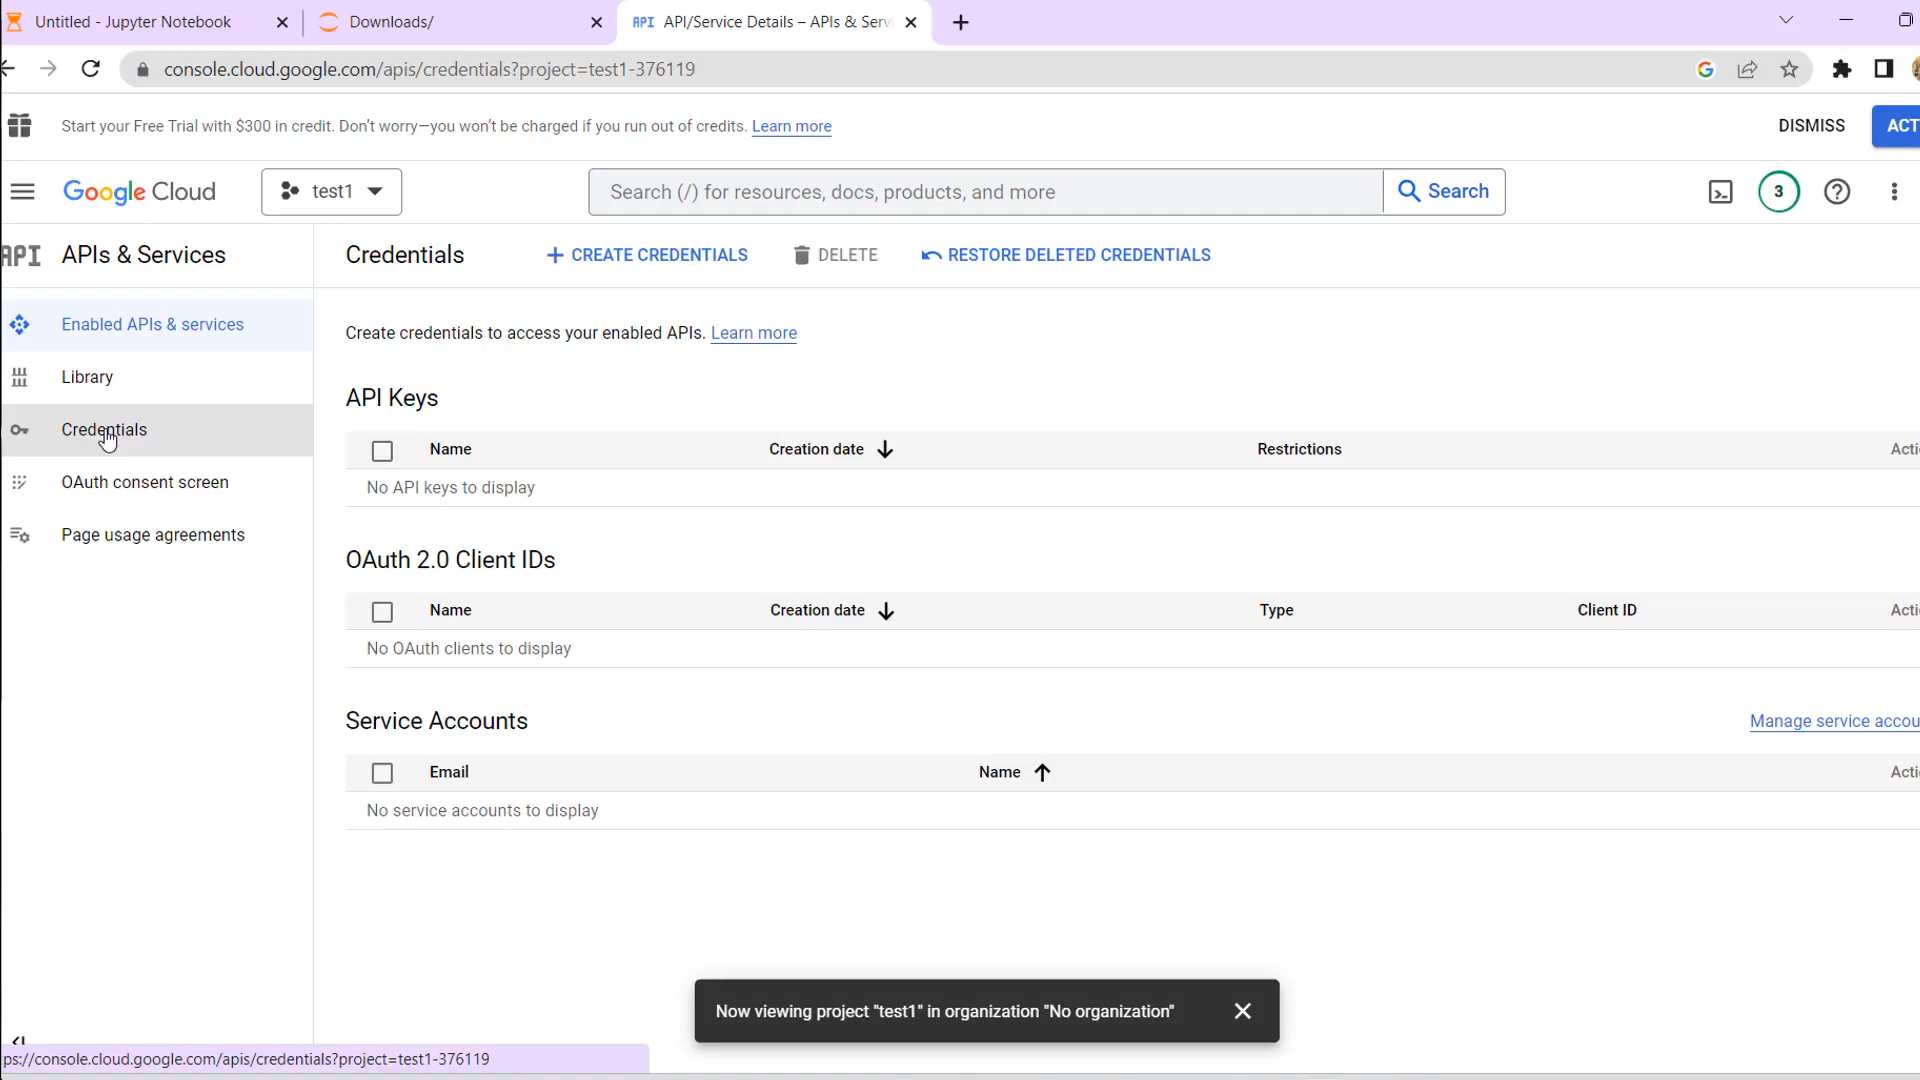 Untitled - Jupyter Notebook
Downloads/
API API/Service Details – APIs & Serv
console.cloud.google.com/apis/credentials?project=test1-376119
Start your Free Trial with $300 in credit. Don't worry—you won't be charged if you run out of credits. Learn more
DISMISS
ACT
Google Cloud
test1
Search (/) for resources, docs, products, and more
Search
3
API APIs & Services
Credentials
CREATE CREDENTIALS
DELETE
RESTORE DELETED CREDENTIALS
Enabled APIs & services
Library
Credentials
OAuth consent screen
Page usage agreements
Create credentials to access your enabled APIs. Learn more
API Keys
Name Creation date Restrictions Acti
No API keys to display
OAuth 2.0 Client IDs
Name Creation date Type Client ID Acti
No OAuth clients to display
Service Accounts
Manage service accou
Email Name Acti
No service accounts to display
Now viewing project "test1" in organization "No organization"
ps://console.cloud.google.com/apis/credentials?project=test1-376119